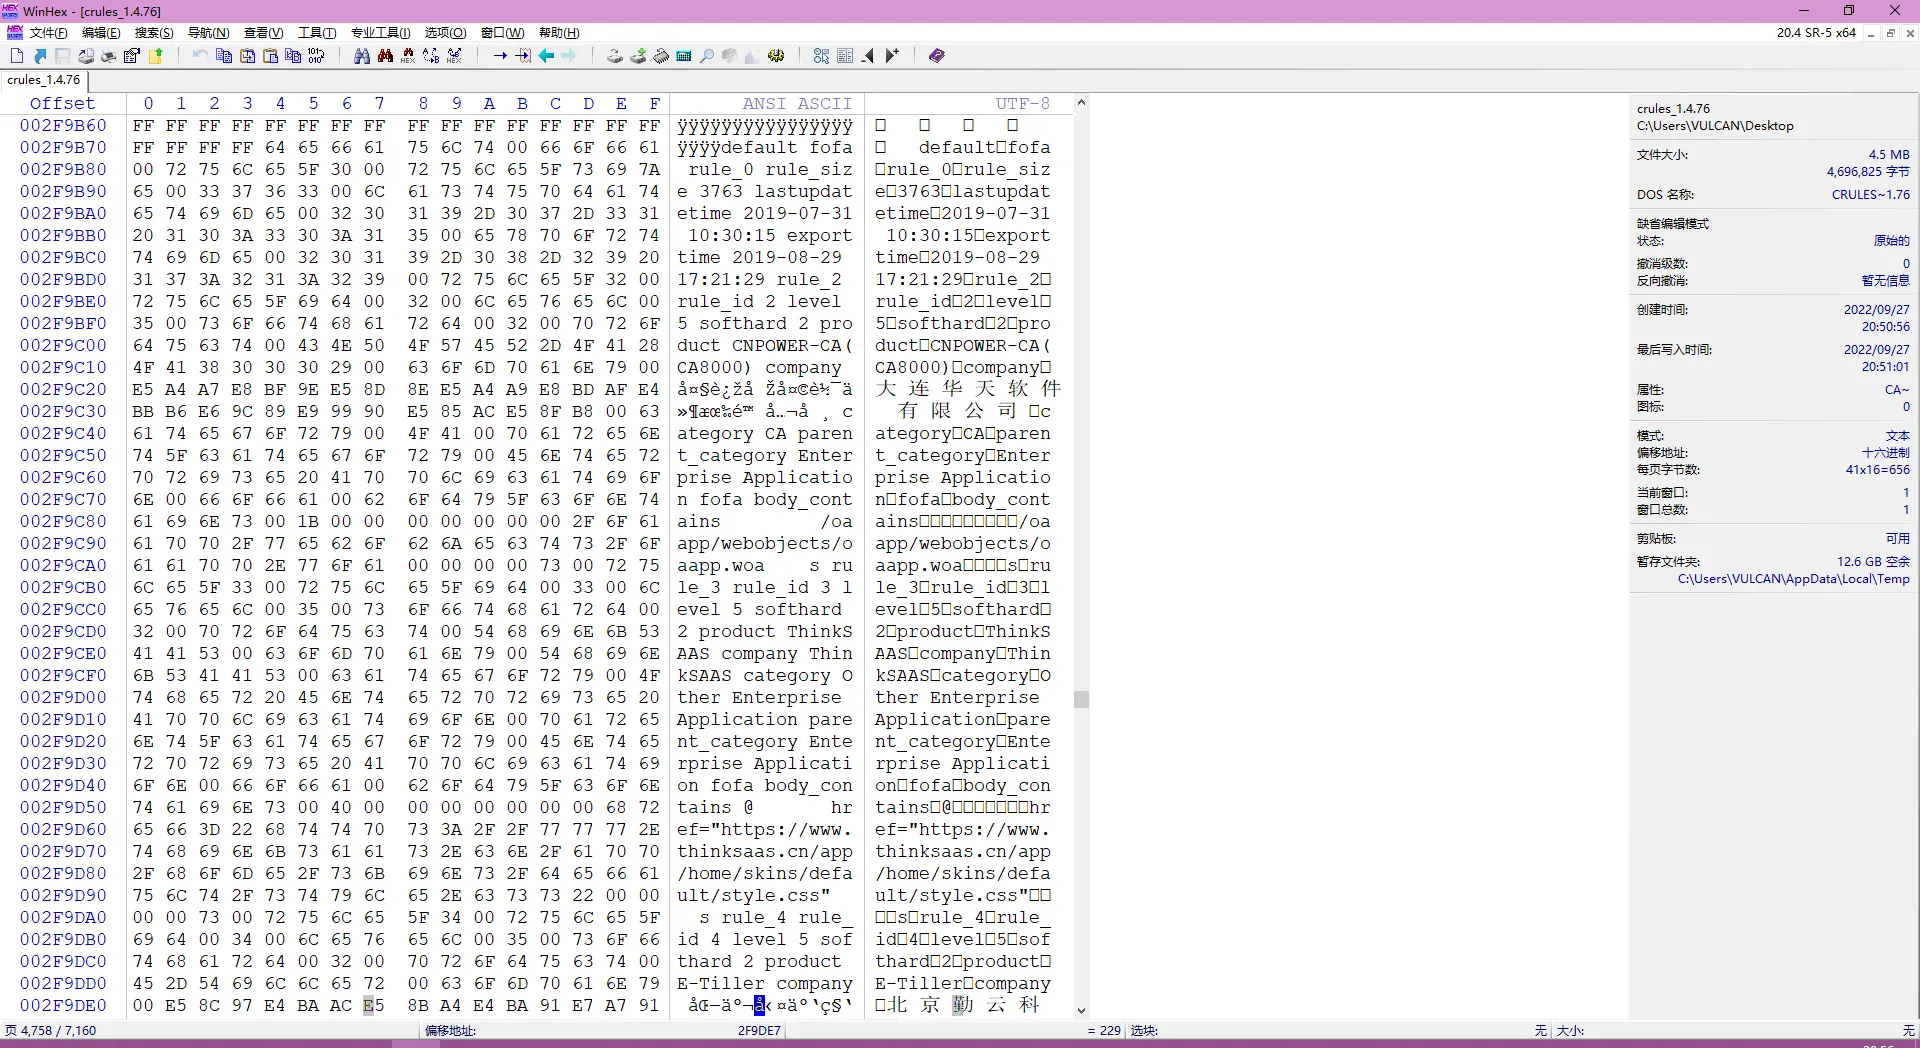 WinHex - [crules_1.4.76]
文件(F) 编辑(E) 搜索(S) 导航(N) 查看(V) 工具(T) 专业工具(I) 选项(O) 窗口(W) 帮助(H) 20.4 SR-5 x64
crules_1.4.76
Offset 0 1 2 3 4 5 6 7 8 9 A B C D E F ANSI ASCII UTF-8
002F9B60 FF FF FF FF FF FF FF FF FF FF FF FF FF FF FF FF ÿÿÿÿÿÿÿÿÿÿÿÿÿÿÿÿ
002F9B70 FF FF FF FF 64 65 66 61 75 6C 74 00 66 6F 66 61 ÿÿÿÿdefault fofa default□fofa
002F9B80 00 72 75 6C 65 5F 30 00 72 75 6C 65 5F 73 69 7A rule_0 rule_siz □rule_0□rule_siz
002F9B90 65 00 33 37 36 33 00 6C 61 73 74 75 70 64 61 74 e 3763 lastupdat e□3763□lastupdat
002F9BA0 65 74 69 6D 65 00 32 30 31 39 2D 30 37 2D 33 31 etime 2019-07-31 etime□2019-07-31
002F9BB0 20 31 30 3A 33 30 3A 31 35 00 65 78 70 6F 72 74 10:30:15 export 10:30:15□export
002F9BC0 74 69 6D 65 00 32 30 31 39 2D 30 38 2D 32 39 20 time 2019-08-29 time□2019-08-29
002F9BD0 31 37 3A 32 31 3A 32 39 00 72 75 6C 65 5F 32 00 17:21:29 rule_2 17:21:29□rule_2□
002F9BE0 72 75 6C 65 5F 69 64 00 32 00 6C 65 76 65 6C 00 rule_id 2 level rule_id□2□level□
002F9BF0 35 00 73 6F 66 74 68 61 72 64 00 32 00 70 72 6F 5 softhard 2 pro 5□softhard□2□pro
002F9C00 64 75 63 74 00 43 4E 50 4F 57 45 52 2D 4F 41 28 duct CNPOWER-CA( duct□CNPOWER-CA(
002F9C10 4F 41 38 30 30 30 29 00 63 6F 6D 70 61 6E 79 00 CA8000) company CA8000)□company□
002F9C20 E5 A4 A7 E8 BF 9E E5 8D 8E E5 A4 A9 E8 BD AF E4 å¤§è¿žå Žå¤©è½¯ä 大连华天软件
002F9C30 BB B6 E6 9C 89 E9 99 90 E5 85 AC E5 8F B8 00 63 »¶æœ‰é™ å…¬å ¸ c 有限公司□c
002F9C40 61 74 65 67 6F 72 79 00 4F 41 00 70 61 72 65 6E ategory CA paren ategory□CA□paren
002F9C50 74 5F 63 61 74 65 67 6F 72 79 00 45 6E 74 65 72 t_category Enter t_category□Enter
002F9C60 70 72 69 73 65 20 41 70 70 6C 69 63 61 74 69 6F prise Applicatio prise Applicatio
002F9C70 6E 00 66 6F 66 61 00 62 6F 64 79 5F 63 6F 6E 74 n fofa body_cont n□fofa□body_cont
002F9C80 61 69 6E 73 00 1B 00 00 00 00 00 00 00 2F 6F 61 ains /oa ains□□□□□□□□□/oa
002F9C90 61 70 70 2F 77 65 62 6F 62 6A 65 63 74 73 2F 6F app/webobjects/o app/webobjects/o
002F9CA0 61 61 70 70 2E 77 6F 61 00 00 00 00 73 00 72 75 aapp.woa s ru aapp.woa□□□□s□ru
002F9CB0 6C 65 5F 33 00 72 75 6C 65 5F 69 64 00 33 00 6C le_3 rule_id 3 l le_3□rule_id□3□l
002F9CC0 65 76 65 6C 00 35 00 73 6F 66 74 68 61 72 64 00 evel 5 softhard evel□5□softhard□
002F9CD0 32 00 70 72 6F 64 75 63 74 00 54 68 69 6E 6B 53 2 product ThinkS 2□product□ThinkS
002F9CE0 41 41 53 00 63 6F 6D 70 61 6E 79 00 54 68 69 6E AAS company Thin AAS□company□Thin
002F9CF0 6B 53 41 41 53 00 63 61 74 65 67 6F 72 79 00 4F kSAAS category O kSAAS□category□O
002F9D00 74 68 65 72 20 45 6E 74 65 72 70 72 69 73 65 20 ther Enterprise ther Enterprise
002F9D10 41 70 70 6C 69 63 61 74 69 6F 6E 00 70 61 72 65 Application pare Application□pare
002F9D20 6E 74 5F 63 61 74 65 67 6F 72 79 00 45 6E 74 65 nt_category Ente nt_category□Ente
002F9D30 72 70 72 69 73 65 20 41 70 70 6C 69 63 61 74 69 rprise Applicati rprise Applicati
002F9D40 6F 6E 00 66 6F 66 61 00 62 6F 64 79 5F 63 6F 6E on fofa body_con on□fofa□body_con
002F9D50 74 61 69 6E 73 00 40 00 00 00 00 00 00 00 68 72 tains @ hr tains□@□□□□□□□hr
002F9D60 65 66 3D 22 68 74 74 70 73 3A 2F 2F 77 77 77 2E ef="https://www. ef="https://www.
002F9D70 74 68 69 6E 6B 73 61 61 73 2E 63 6E 2F 61 70 70 thinksaas.cn/app thinksaas.cn/app
002F9D80 2F 68 6F 6D 65 2F 73 6B 69 6E 73 2F 64 65 66 61 /home/skins/defa /home/skins/defa
002F9D90 75 6C 74 2F 73 74 79 6C 65 2E 63 73 73 22 00 00 ult/style.css" ult/style.css"□□
002F9DA0 00 00 73 00 72 75 6C 65 5F 34 00 72 75 6C 65 5F s rule_4 rule_ □□s□rule_4□rule_
002F9DB0 69 64 00 34 00 6C 65 76 65 6C 00 35 00 73 6F 66 id 4 level 5 sof id□4□level□5□sof
002F9DC0 74 68 61 72 64 00 32 00 70 72 6F 64 75 63 74 00 thard 2 product thard□2□product□
002F9DD0 45 2D 54 69 6C 6C 65 72 00 63 6F 6D 70 61 6E 79 E-Tiller company E-Tiller□company
002F9DE0 00 E5 8C 97 E4 BA AC E5 8B A4 E4 BA 91 E7 A7 91 åŒ—äº¬å‹¤äº‘ç§‘ □北京勤云科
crules_1.4.76
C:\Users\VULCAN\Desktop
文件大小: 4.5 MB
4,696,825 字节
DOS 名称: CRULES~1.76
缺省编辑模式
状态: 原始的
撤消级数: 0
反向撤消: 暂无信息
创建时间: 2022/09/27
20:50:56
最后写入时间: 2022/09/27
20:51:01
属性: CA~
图标: 0
模式: 文本
偏移地址: 十六进制
每页字节数: 41x16=656
当前窗口: 1
窗口总数: 1
剪贴板: 可用
暂存文件夹: 12.6 GB 空余
C:\Users\VULCAN\AppData\Local\Temp
页 4,758 / 7,160 偏移地址: 2F9DE7 = 229 选块: 无 大小: 无